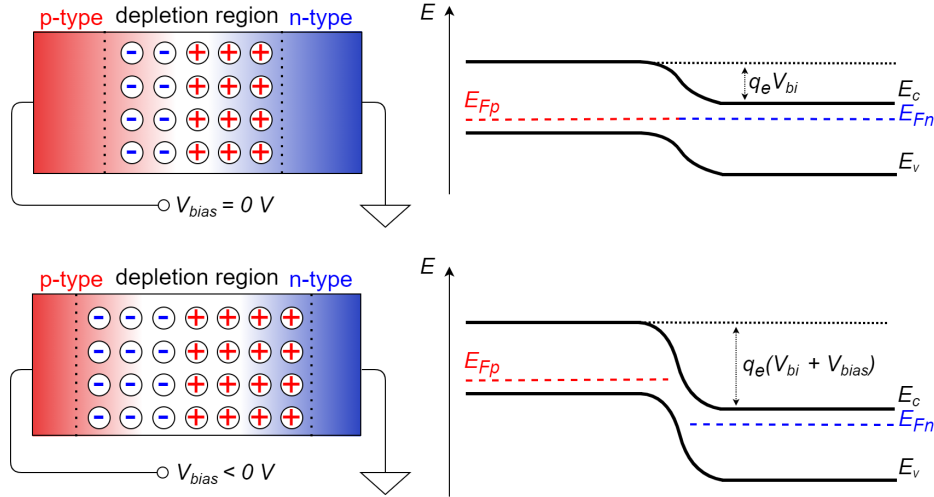 p-type depletion region n-type
- - + + +
- - + + +
- - + + +
- - + + +
V_bias = 0 V
E
q_eV_bi
E_c
E_Fp
E_Fn
E_v
p-type depletion region n-type
- - - + + + +
- - - + + + +
- - - + + + +
- - - + + + +
V_bias < 0 V
E
E_Fp
q_e(V_bi + V_bias)
E_c
E_Fn
E_v